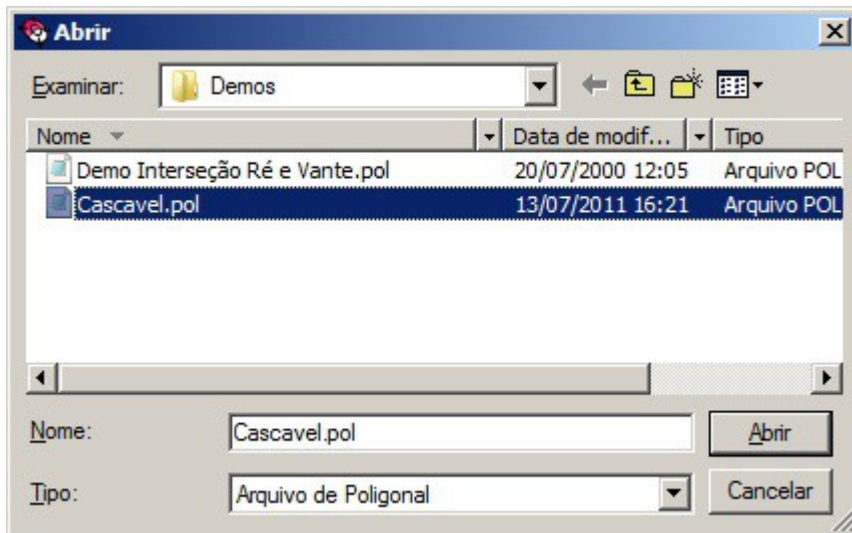 Abrir
Examinar: Demos
Nome Data de modif... Tipo
Demo Interseção Ré e Vante.pol 20/07/2000 12:05 Arquivo POL
Cascavel.pol 13/07/2011 16:21 Arquivo POL
Nome: Cascavel.pol Abrir
Tipo: Arquivo de Poligonal Cancelar